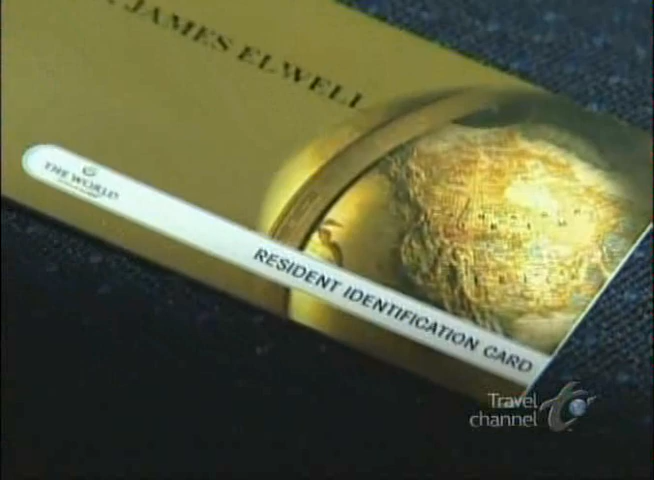 JAMES ELWELL
THE WORLD
RESIDENT IDENTIFICATION CARD
Travel
channel